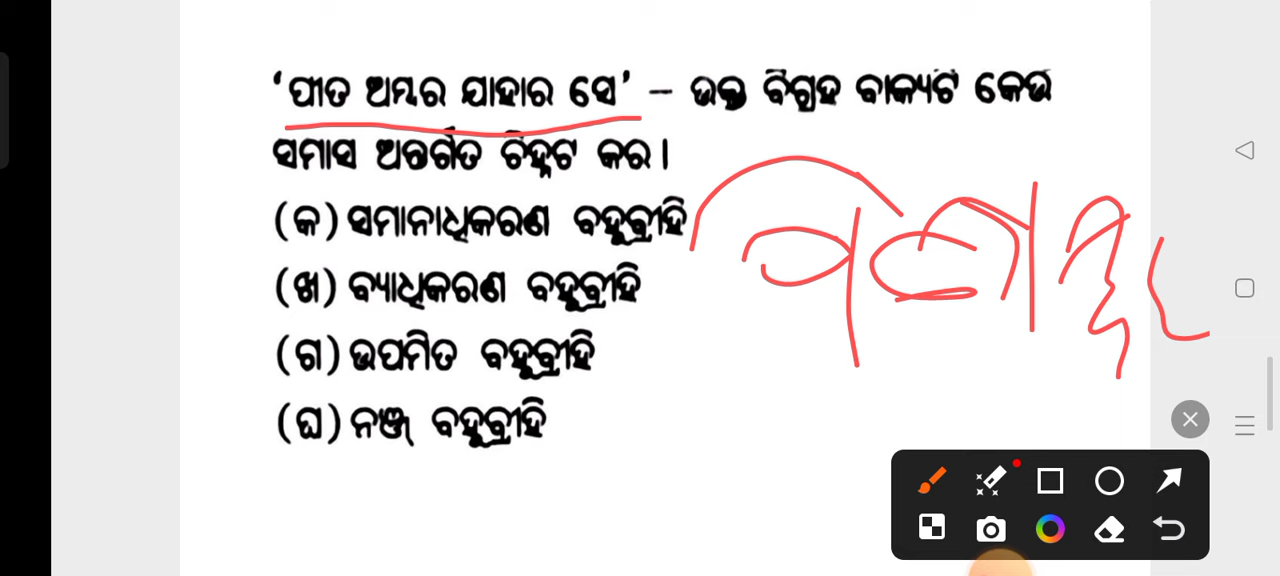 ‘ପୀତ ଅମ୍ବର ଯାହାର ସେ’ – ଉକ୍ତ ବିଗ୍ରହ ବାକ୍ୟଟି କେଉଁ
ସମାସ ଅନ୍ତର୍ଗତ ଚିହ୍ନଟ କର।
(କ) ସମାନାଧିକରଣ ବହୁବ୍ରୀହି
(ଖ) ବ୍ୟାଧିକରଣ ବହୁବ୍ରୀହି
(ଗ) ଉପମିତ ବହୁବ୍ରୀହି
(ଘ) ନଞ୍ଜ୍ ବହୁବ୍ରୀହି